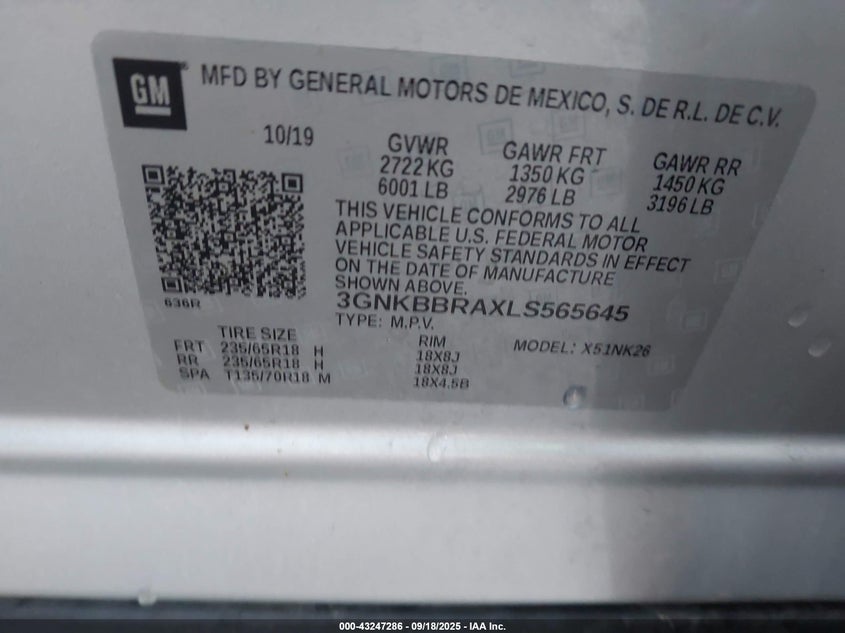 GM
MFD BY GENERAL MOTORS DE MEXICO, S. DE R.L. DE C.V.
10/19
GVWR
2722 KG
6001 LB
GAWR FRT
1350 KG
2976 LB
GAWR RR
1450 KG
3196 LB
THIS VEHICLE CONFORMS TO ALL
APPLICABLE U.S. FEDERAL MOTOR
VEHICLE SAFETY STANDARDS IN EFFECT
ON THE DATE OF MANUFACTURE
SHOWN ABOVE.
636R
3GNKBBRAXLS565645
TYPE: M.P.V.
TIRE SIZE
RIM
MODEL: X51NK26
FRT 235/65R18 H 18X8J
RR 235/65R18 H 18X8J
SPA T135/70R18 M 18X4.5B
000-43247286 - 09/18/2025 - IAA Inc.